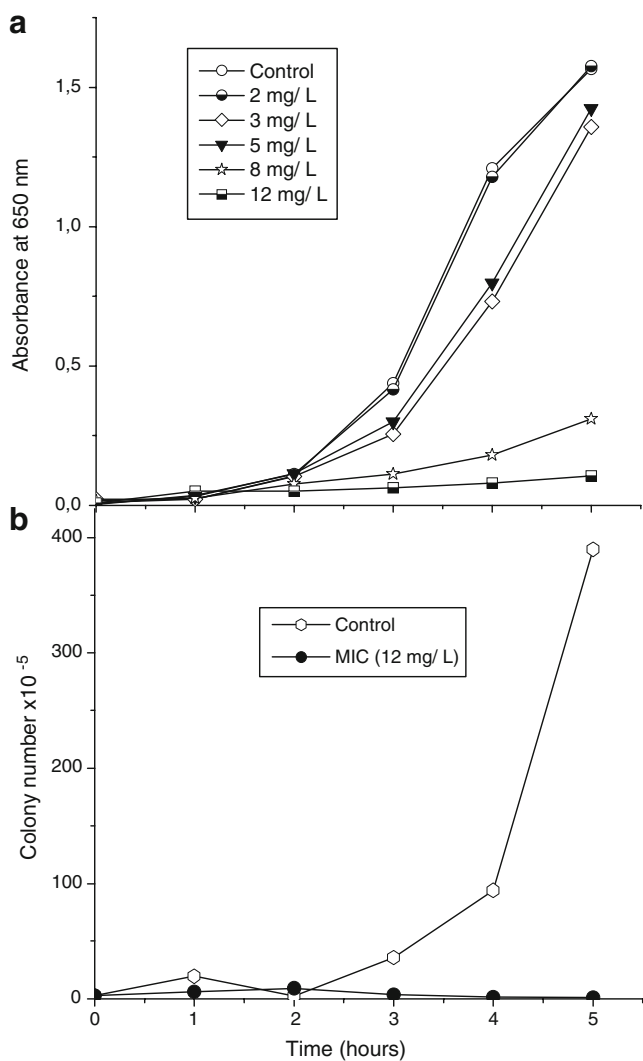 a
1,5
1,0
0,5
0,0
Absorbance at 650 nm
Control
2 mg/ L
3 mg/ L
5 mg/ L
8 mg/ L
12 mg/ L
b
400
300
200
100
0
Colony number x10 -5
Control
MIC (12 mg/ L)
0 1 2 3 4 5
Time (hours)